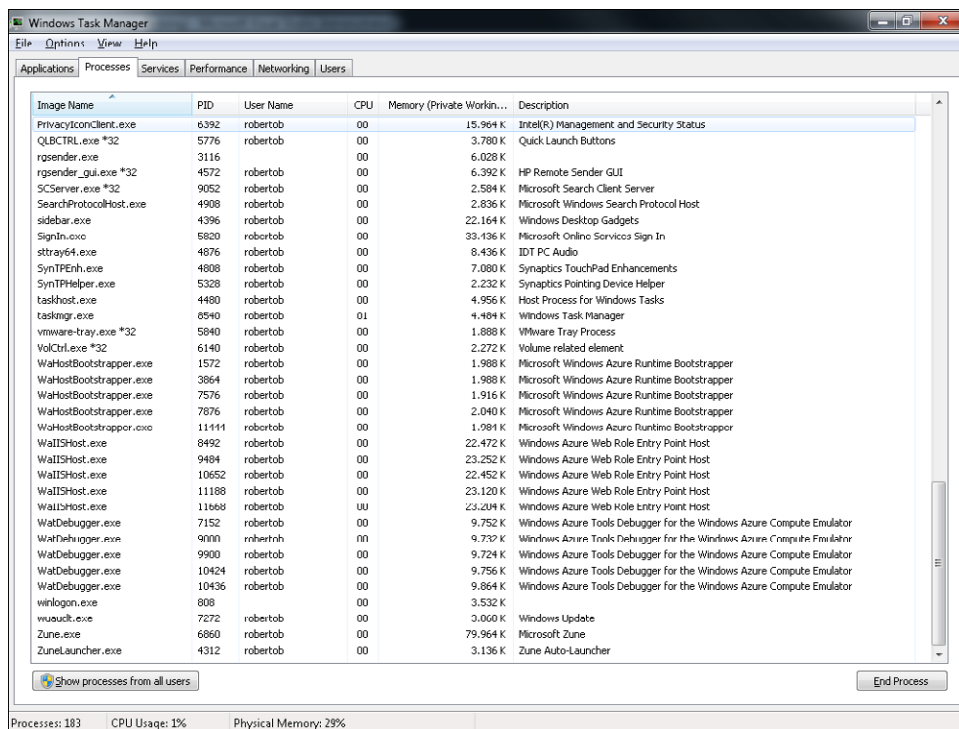 Windows Task Manager
File Options View Help
Applications Processes Services Performance Networking Users
Image Name PID User Name CPU Memory (Private Workin... Description
PrivacyIconClient.exe 6392 robertob 00 15.964 K Intel(R) Management and Security Status
QLBCTRL.exe *32 5776 robertob 00 3.780 K Quick Launch Buttons
rgsender.exe 3116 00 6.028 K
rgsender_gui.exe *32 4572 robertob 00 6.392 K HP Remote Sender GUI
SCServer.exe *32 9052 robertob 00 2.584 K Microsoft Search Client Server
SearchProtocolHost.exe 4908 robertob 00 2.836 K Microsoft Windows Search Protocol Host
sidebar.exe 4396 robertob 00 22.164 K Windows Desktop Gadgets
SignIn.exe 5820 robertob 00 33.436 K Microsoft Online Services Sign In
sttray64.exe 4876 robertob 00 8.436 K IDT PC Audio
SynTPEnh.exe 4808 robertob 00 7.080 K Synaptics TouchPad Enhancements
SynTPHelper.exe 5328 robertob 00 2.232 K Synaptics Pointing Device Helper
taskhost.exe 4480 robertob 00 4.956 K Host Process for Windows Tasks
taskmgr.exe 8540 robertob 01 4.484 K Windows Task Manager
vmware-tray.exe *32 5840 robertob 00 1.888 K VMware Tray Process
VolCtrl.exe *32 6140 robertob 00 2.272 K Volume related element
WaHostBootstrapper.exe 1572 robertob 00 1.988 K Microsoft Windows Azure Runtime Bootstrapper
WaHostBootstrapper.exe 3864 robertob 00 1.988 K Microsoft Windows Azure Runtime Bootstrapper
WaHostBootstrapper.exe 7576 robertob 00 1.916 K Microsoft Windows Azure Runtime Bootstrapper
WaHostBootstrapper.exe 7876 robertob 00 2.040 K Microsoft Windows Azure Runtime Bootstrapper
WaHostBootstrapper.exe 11444 robertob 00 1.984 K Microsoft Windows Azure Runtime Bootstrapper
WaIISHost.exe 8492 robertob 00 22.472 K Windows Azure Web Role Entry Point Host
WaIISHost.exe 9484 robertob 00 23.252 K Windows Azure Web Role Entry Point Host
WaIISHost.exe 10652 robertob 00 22.452 K Windows Azure Web Role Entry Point Host
WaIISHost.exe 11188 robertob 00 23.120 K Windows Azure Web Role Entry Point Host
WaIISHost.exe 11668 robertob 00 23.204 K Windows Azure Web Role Entry Point Host
WatDebugger.exe 7152 robertob 00 9.752 K Windows Azure Tools Debugger for the Windows Azure Compute Emulator
WatDebugger.exe 9000 robertob 00 9.732 K Windows Azure Tools Debugger for the Windows Azure Compute Emulator
WatDebugger.exe 9900 robertob 00 9.724 K Windows Azure Tools Debugger for the Windows Azure Compute Emulator
WatDebugger.exe 10424 robertob 00 9.756 K Windows Azure Tools Debugger for the Windows Azure Compute Emulator
WatDebugger.exe 10436 robertob 00 9.864 K Windows Azure Tools Debugger for the Windows Azure Compute Emulator
winlogon.exe 808 00 3.532 K
wuauclt.exe 7272 robertob 00 3.060 K Windows Update
Zune.exe 6860 robertob 00 79.964 K Microsoft Zune
ZuneLauncher.exe 4312 robertob 00 3.136 K Zune Auto-Launcher
Show processes from all users End Process
Processes: 183 CPU Usage: 1% Physical Memory: 29%